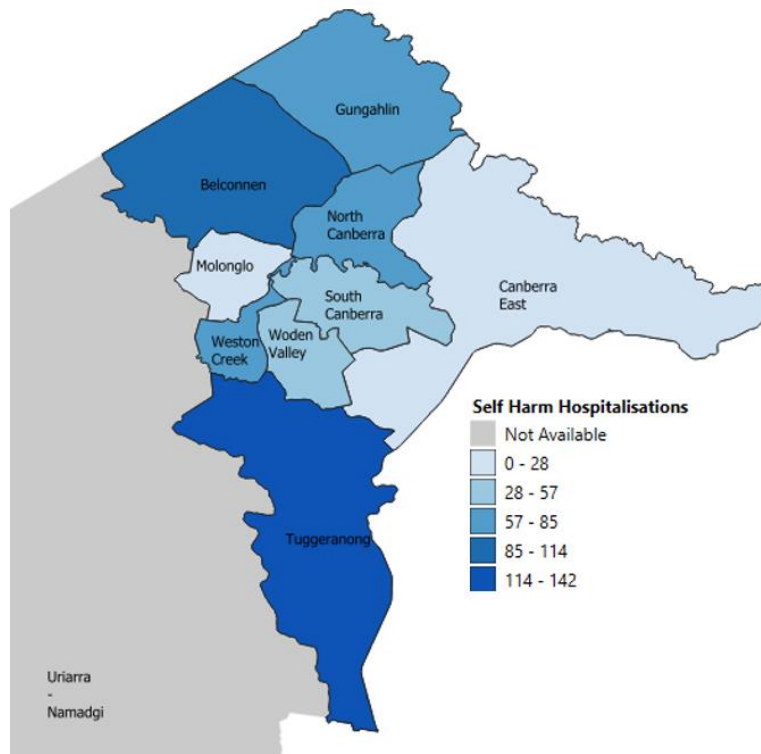 Gungahlin
Belconnen
North
Canberra
Molonglo
Canberra
East
South
Canberra
Weston
Creek
Woden
Valley
Self Harm Hospitalisations
Not Available
0 - 28
28 - 57
57 - 85
85 - 114
114 - 142
Tuggeranong
Uriarra
-
Namadgi